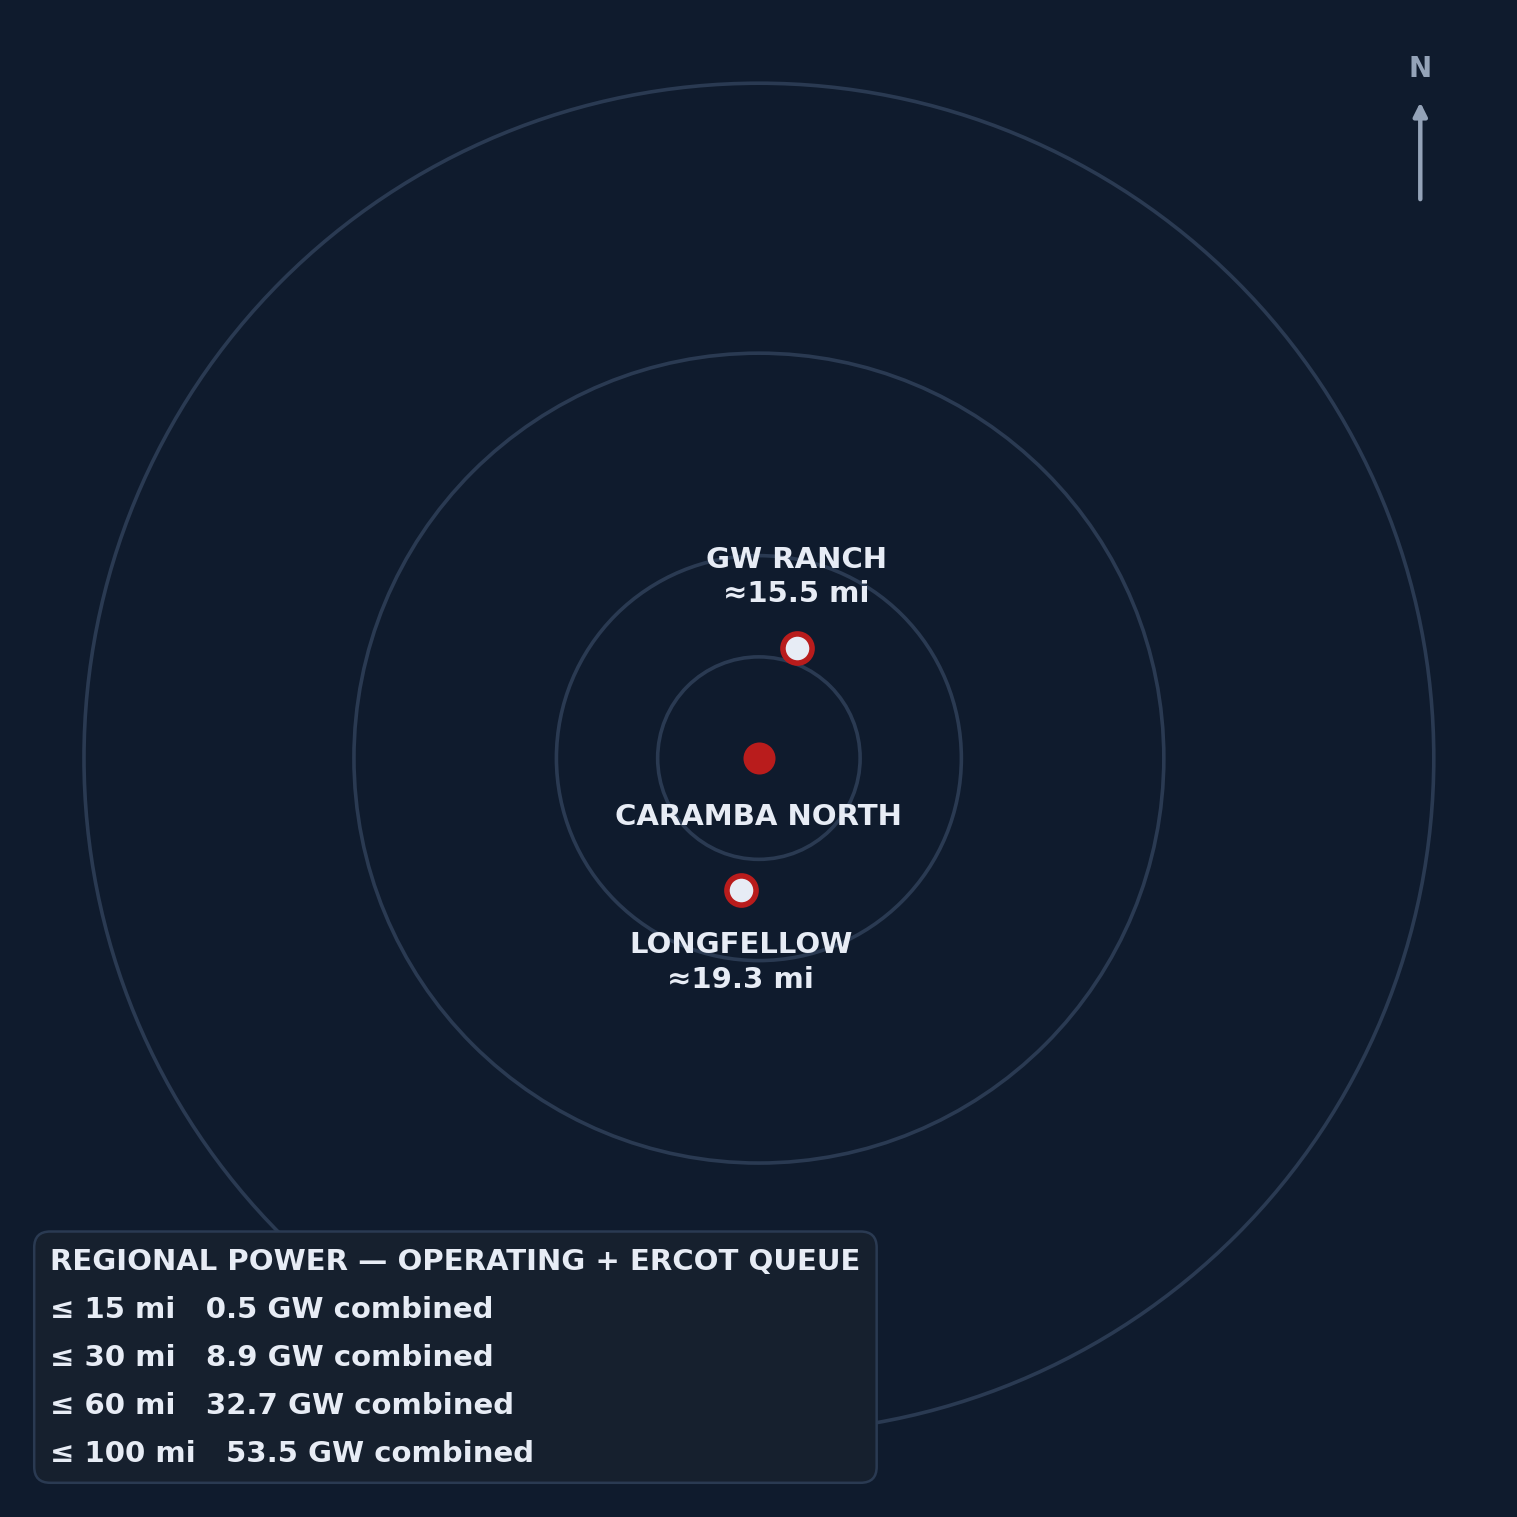 N
GW RANCH
≈15.5 mi
CARAMBA NORTH
LONGFELLOW
≈19.3 mi
REGIONAL POWER — OPERATING + ERCOT QUEUE
≤ 15 mi   0.5 GW combined
≤ 30 mi   8.9 GW combined
≤ 60 mi   32.7 GW combined
≤ 100 mi   53.5 GW combined